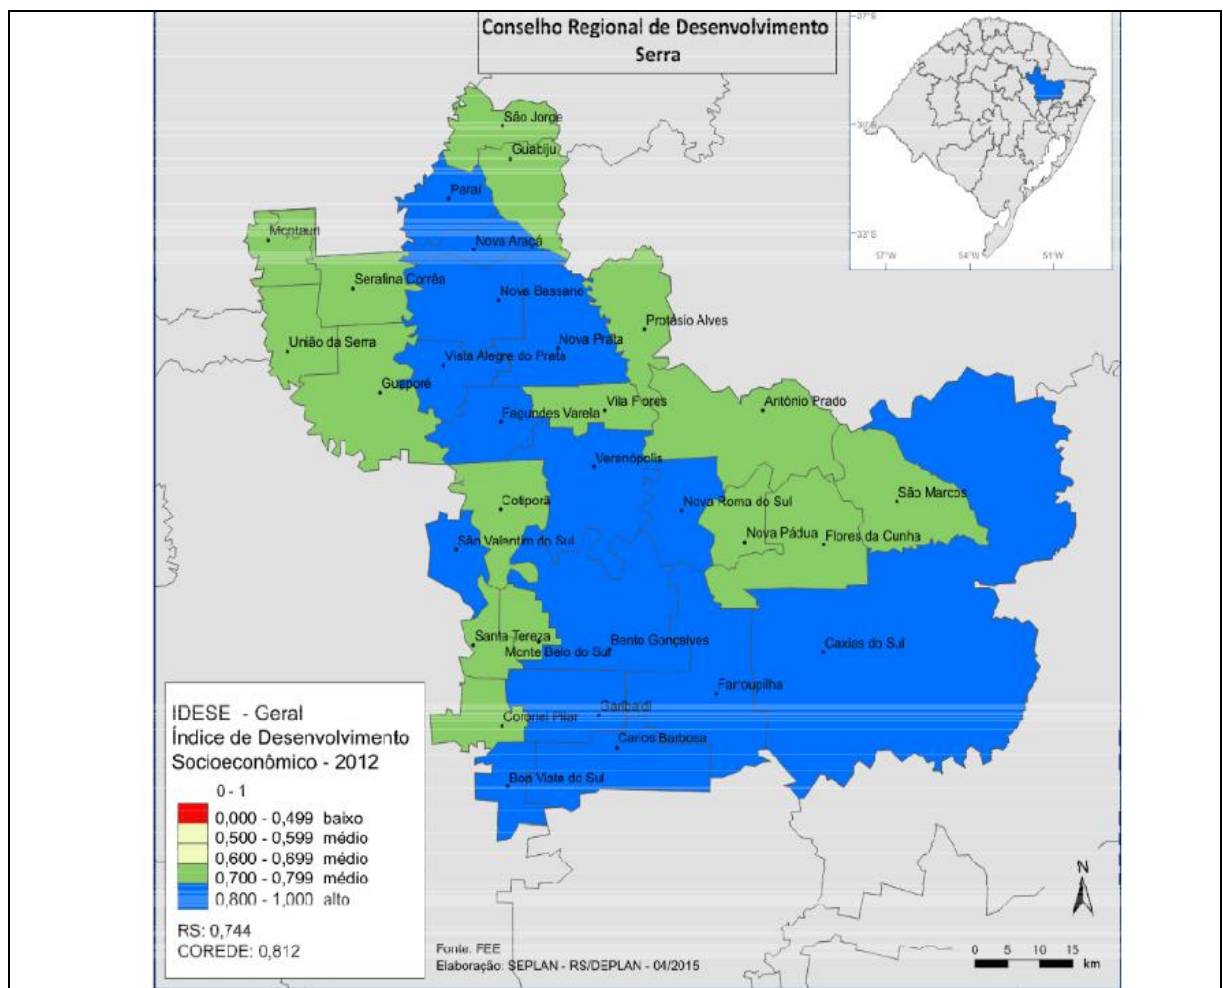 Conselho Regional de Desenvolvimento
Serra
27°S
30°S
33°S
57°W
54°W
51°W
São Jorge
Guabiju
Paraí
Montauri
Nova Araçá
Serafina Corrêa
Nova Bassano
Protásio Alves
União da Serra
Nova Prata
Vista Alegre do Prata
Guaporé
Vila Flores
Antônio Prado
Fagundes Varela
Veranópolis
São Marcos
Cotiporã
Nova Roma do Sul
Nova Pádua
Flores da Cunha
São Valentim do Sul
Santa Tereza
Monte Belo do Sul
Bento Gonçalves
Caxias do Sul
Farroupilha
Garibaldi
Coronel Pilar
Carlos Barbosa
Boa Vista do Sul
IDESE - Geral
Índice de Desenvolvimento
Socioeconômico - 2012
0 - 1
0,000 - 0,499 baixo
0,500 - 0,599 médio
0,600 - 0,699 médio
0,700 - 0,799 médio
0,800 - 1,000 alto
RS: 0,744
COREDE: 0,812
Fonte: FEE
Elaboração: SEPLAN - RS/DEPLAN - 04/2015
N
0 5 10 15
km